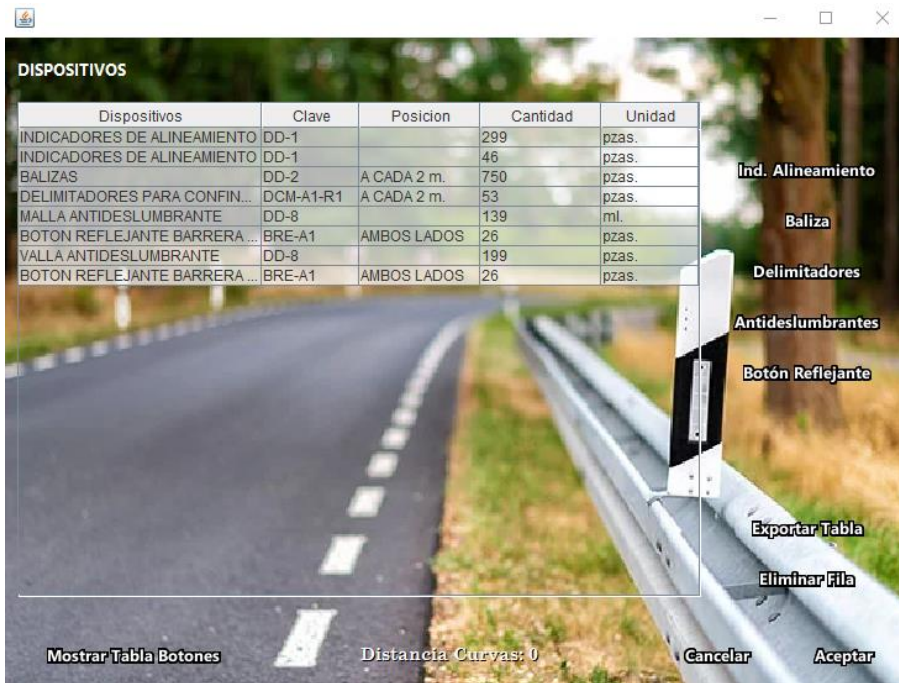 DISPOSITIVOS
Dispositivos Clave Posicion Cantidad Unidad
INDICADORES DE ALINEAMIENTO DD-1 299 pzas.
INDICADORES DE ALINEAMIENTO DD-1 46 pzas.
BALIZAS DD-2 A CADA 2 m. 750 pzas.
DELIMITADORES PARA CONFIN... DCM-A1-R1 A CADA 2 m. 53 pzas.
MALLA ANTIDESLUMBRANTE DD-8 139 ml.
BOTON REFLEJANTE BARRERA ... BRE-A1 AMBOS LADOS 26 pzas.
VALLA ANTIDESLUMBRANTE DD-8 199 pzas.
BOTON REFLEJANTE BARRERA ... BRE-A1 AMBOS LADOS 26 pzas.
Ind. Alineamiento
Baliza
Delimitadores
Antideslumbrantes
Botón Reflejante
Exportar Tabla
Eliminar Fila
Mostrar Tabla Botones
Distancia Curvas: 0
Cancelar
Aceptar